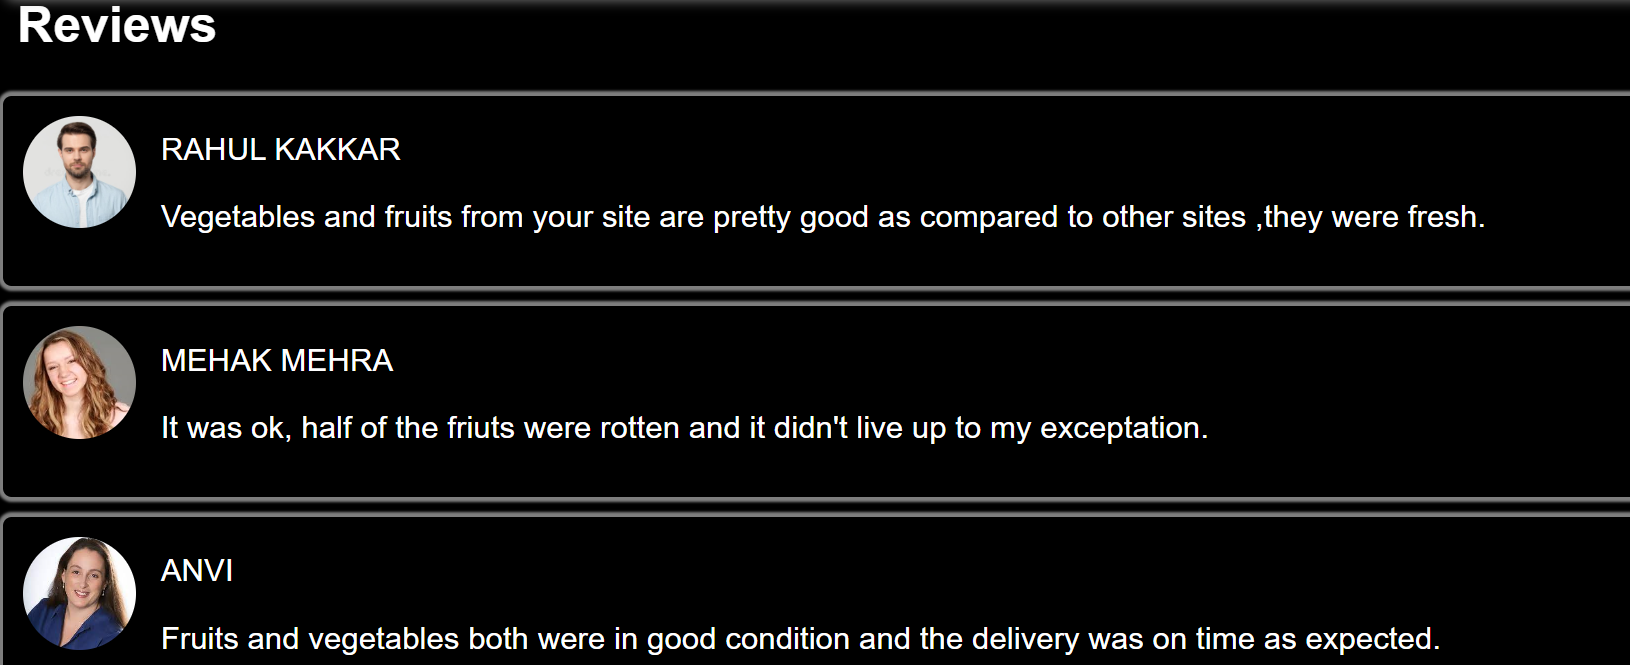 Reviews
RAHUL KAKKAR
Vegetables and fruits from your site are pretty good as compared to other sites ,they were fresh.
MEHAK MEHRA
It was ok, half of the friuts were rotten and it didn't live up to my exceptation.
ANVI
Fruits and vegetables both were in good condition and the delivery was on time as expected.